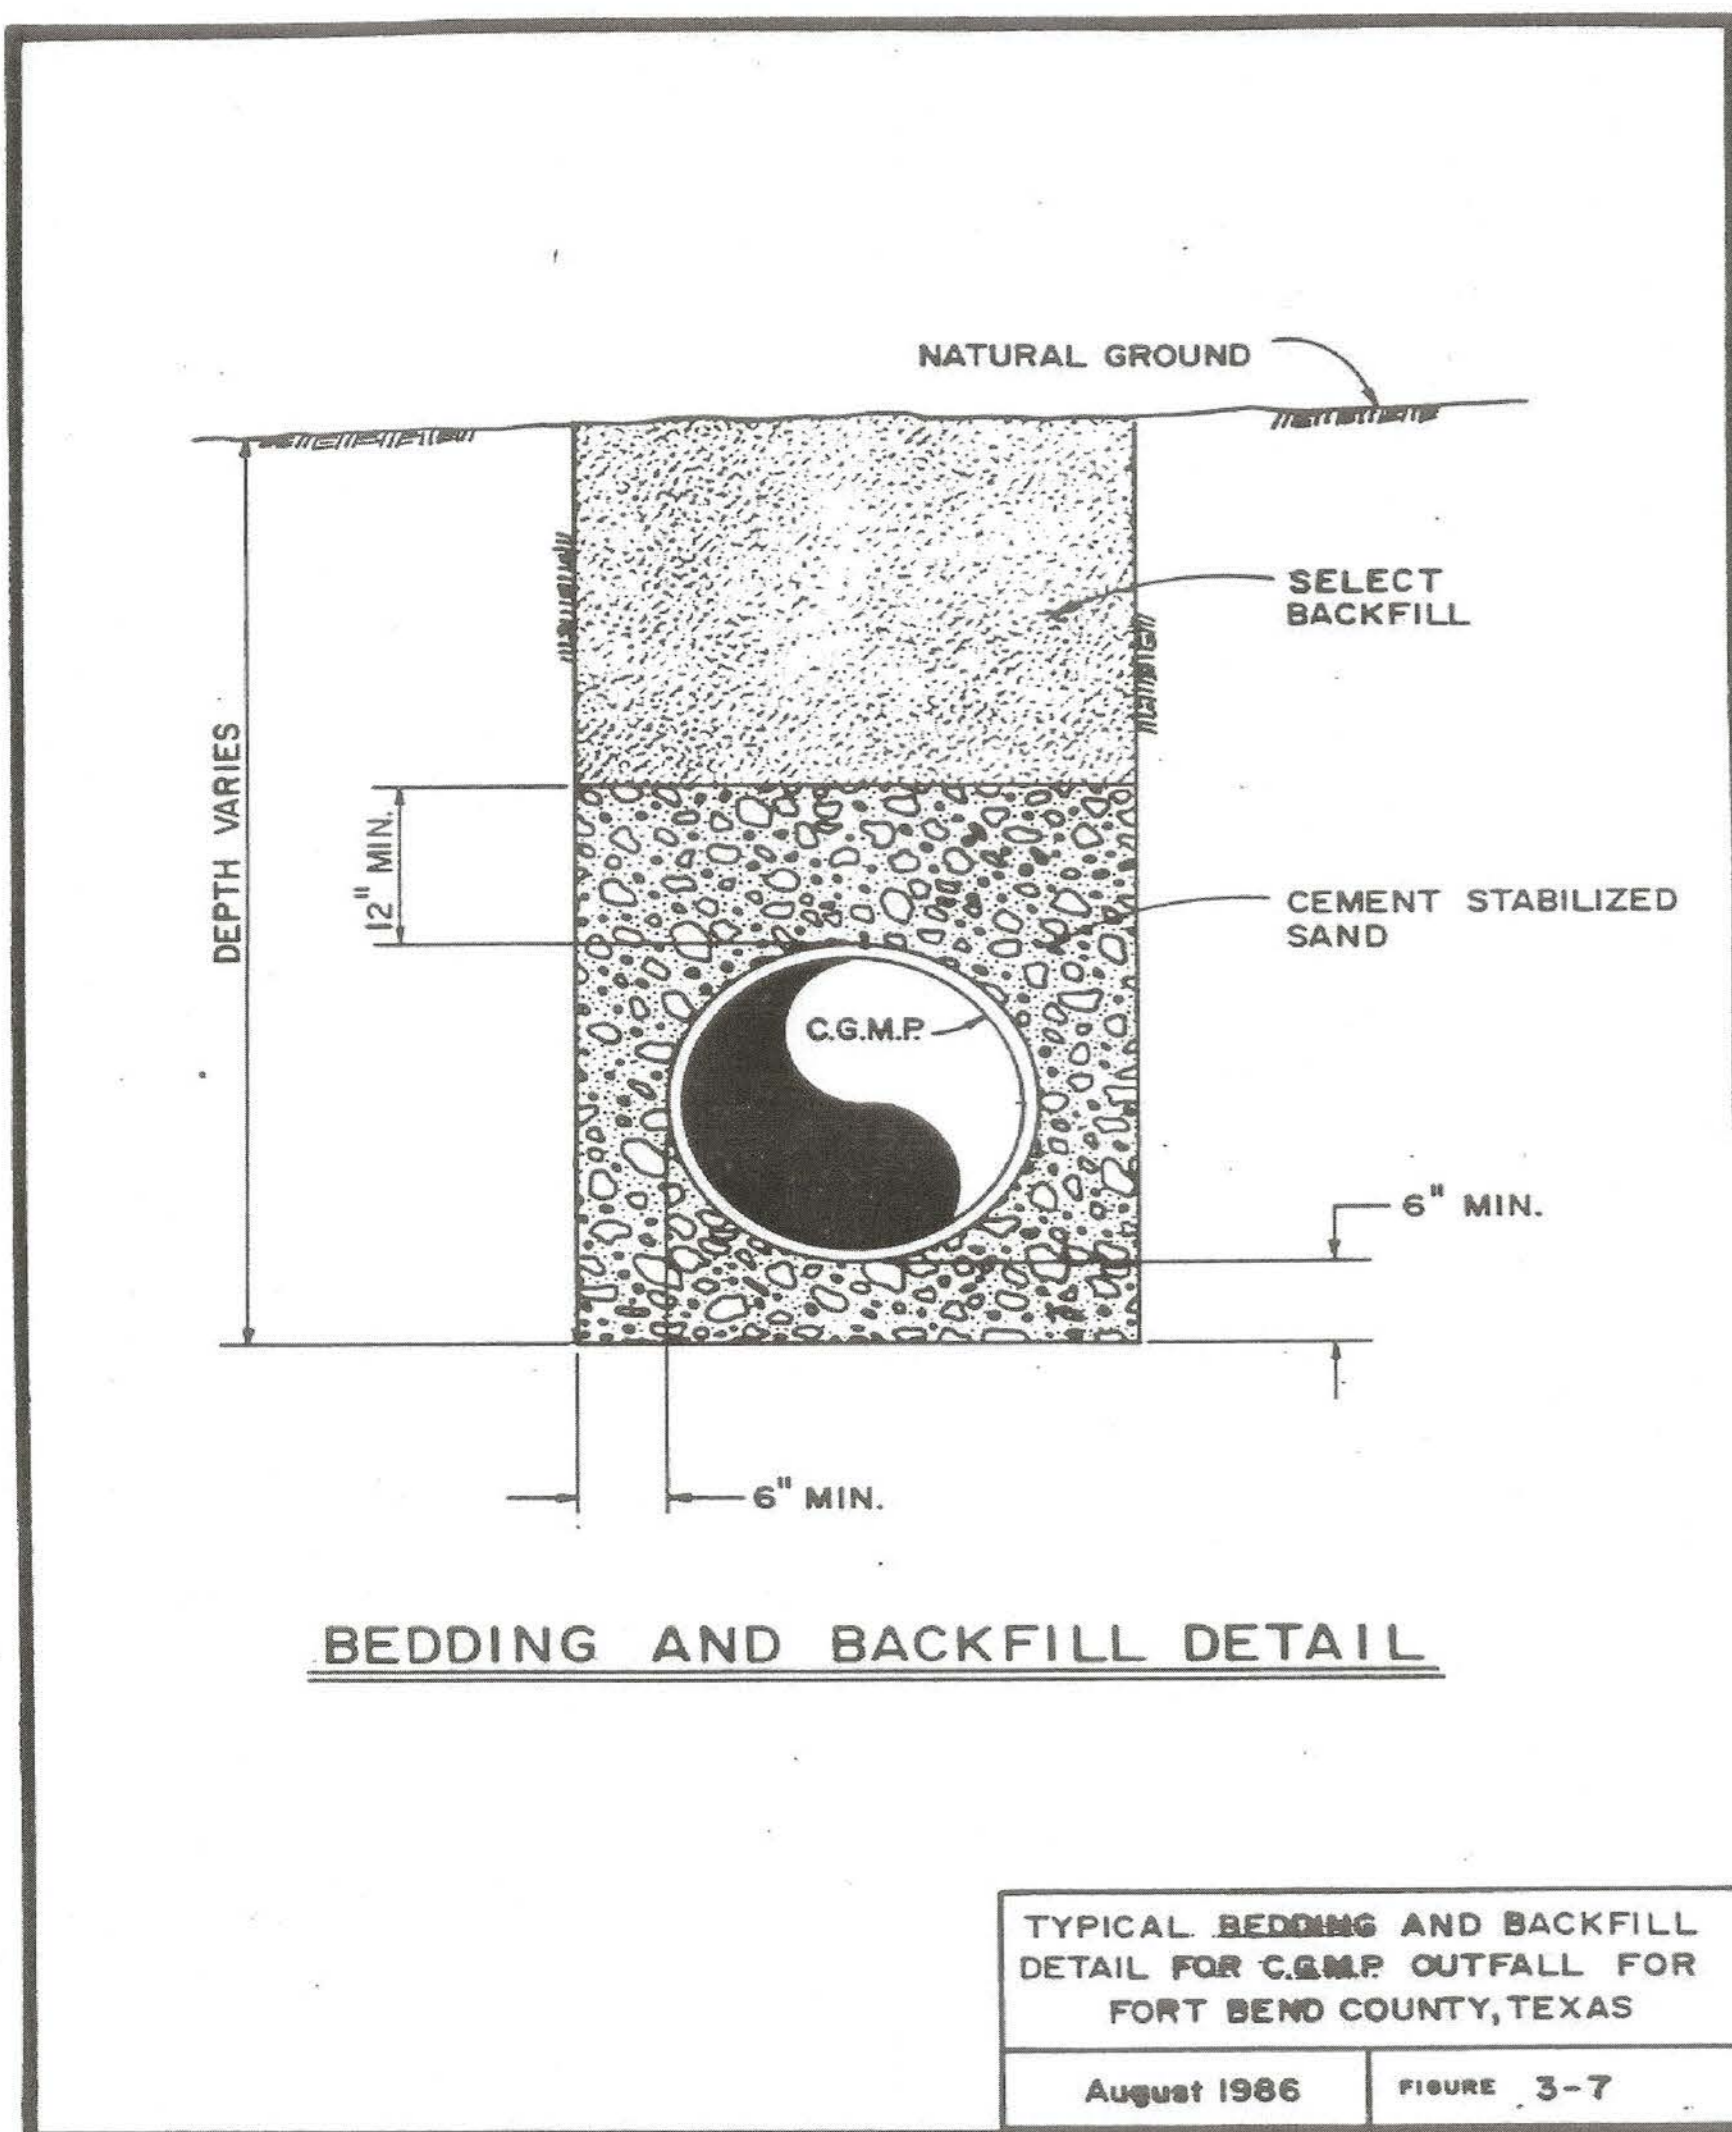 NATURAL GROUND
SELECT
BACKFILL
DEPTH VARIES
12" MIN.
CEMENT STABILIZED
SAND
C.G.M.P.
6" MIN.
6" MIN.
BEDDING AND BACKFILL DETAIL
TYPICAL BEDDING AND BACKFILL
DETAIL FOR C.G.M.P. OUTFALL FOR
FORT BEND COUNTY, TEXAS
August 1986
FIGURE 3-7